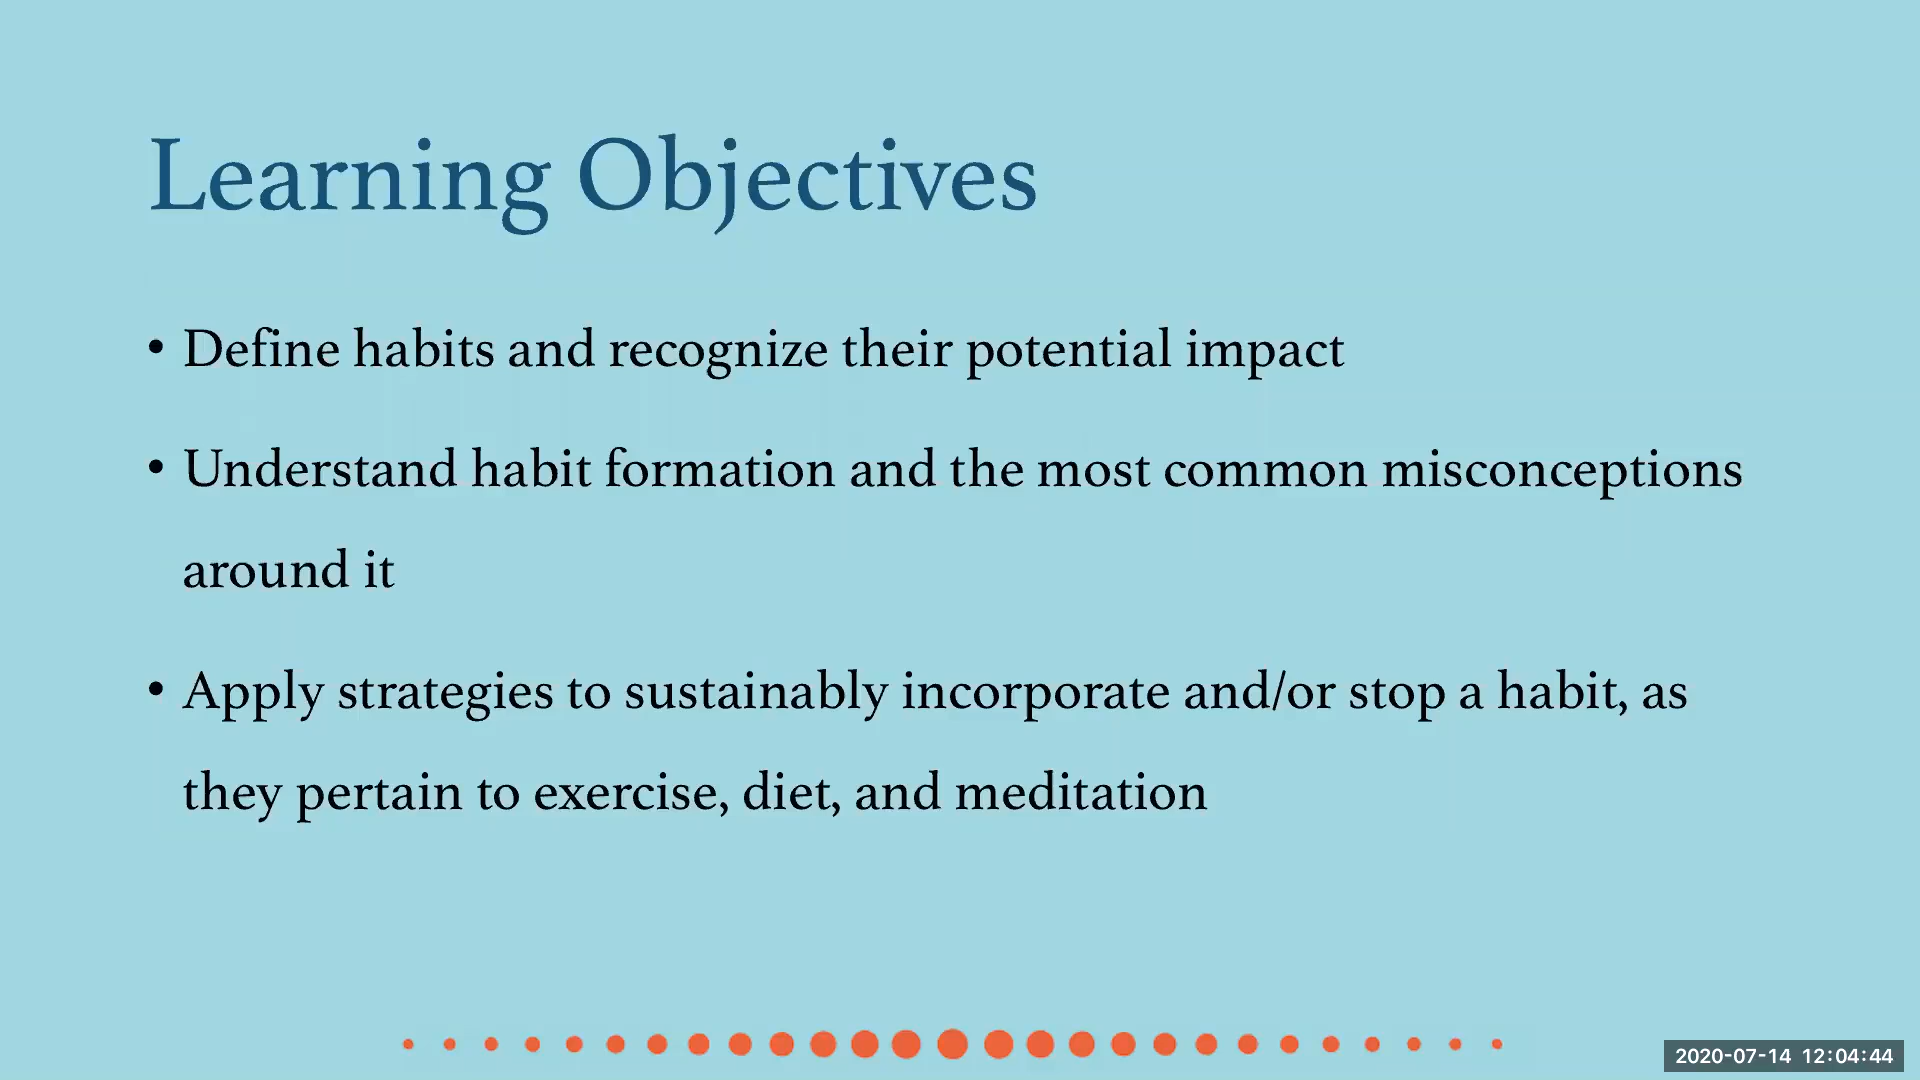 Learning Objectives
• Define habits and recognize their potential impact
• Understand habit formation and the most common misconceptions
around it
• Apply strategies to sustainably incorporate and/or stop a habit, as
they pertain to exercise, diet, and meditation
2020-07-14 12:04:44